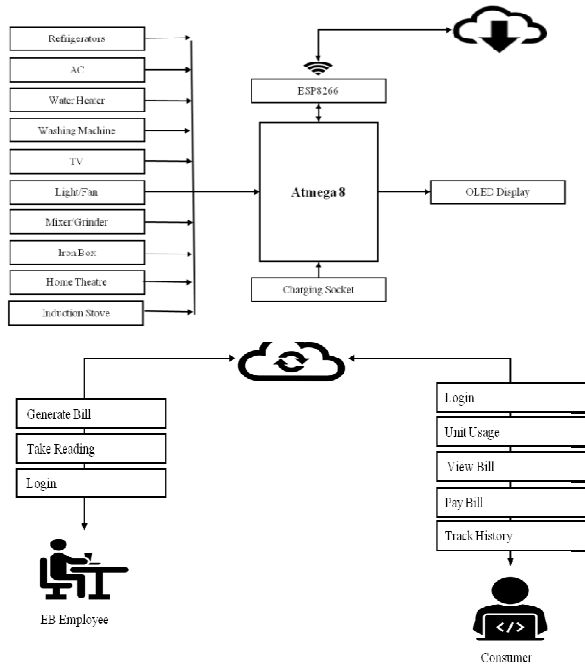 Refrigerators
AC
Water Heater
Washing Machine
TV
Light/Fan
Mixer/Grinder
Iron Box
Home Theatre
Induction Stove
ESP8266
Atmega 8
OLED Display
Charging Socket
Generate Bill
Take Reading
Login
EB Employee
Login
Unit Usage
View Bill
Pay Bill
Track History
</>
Consumer